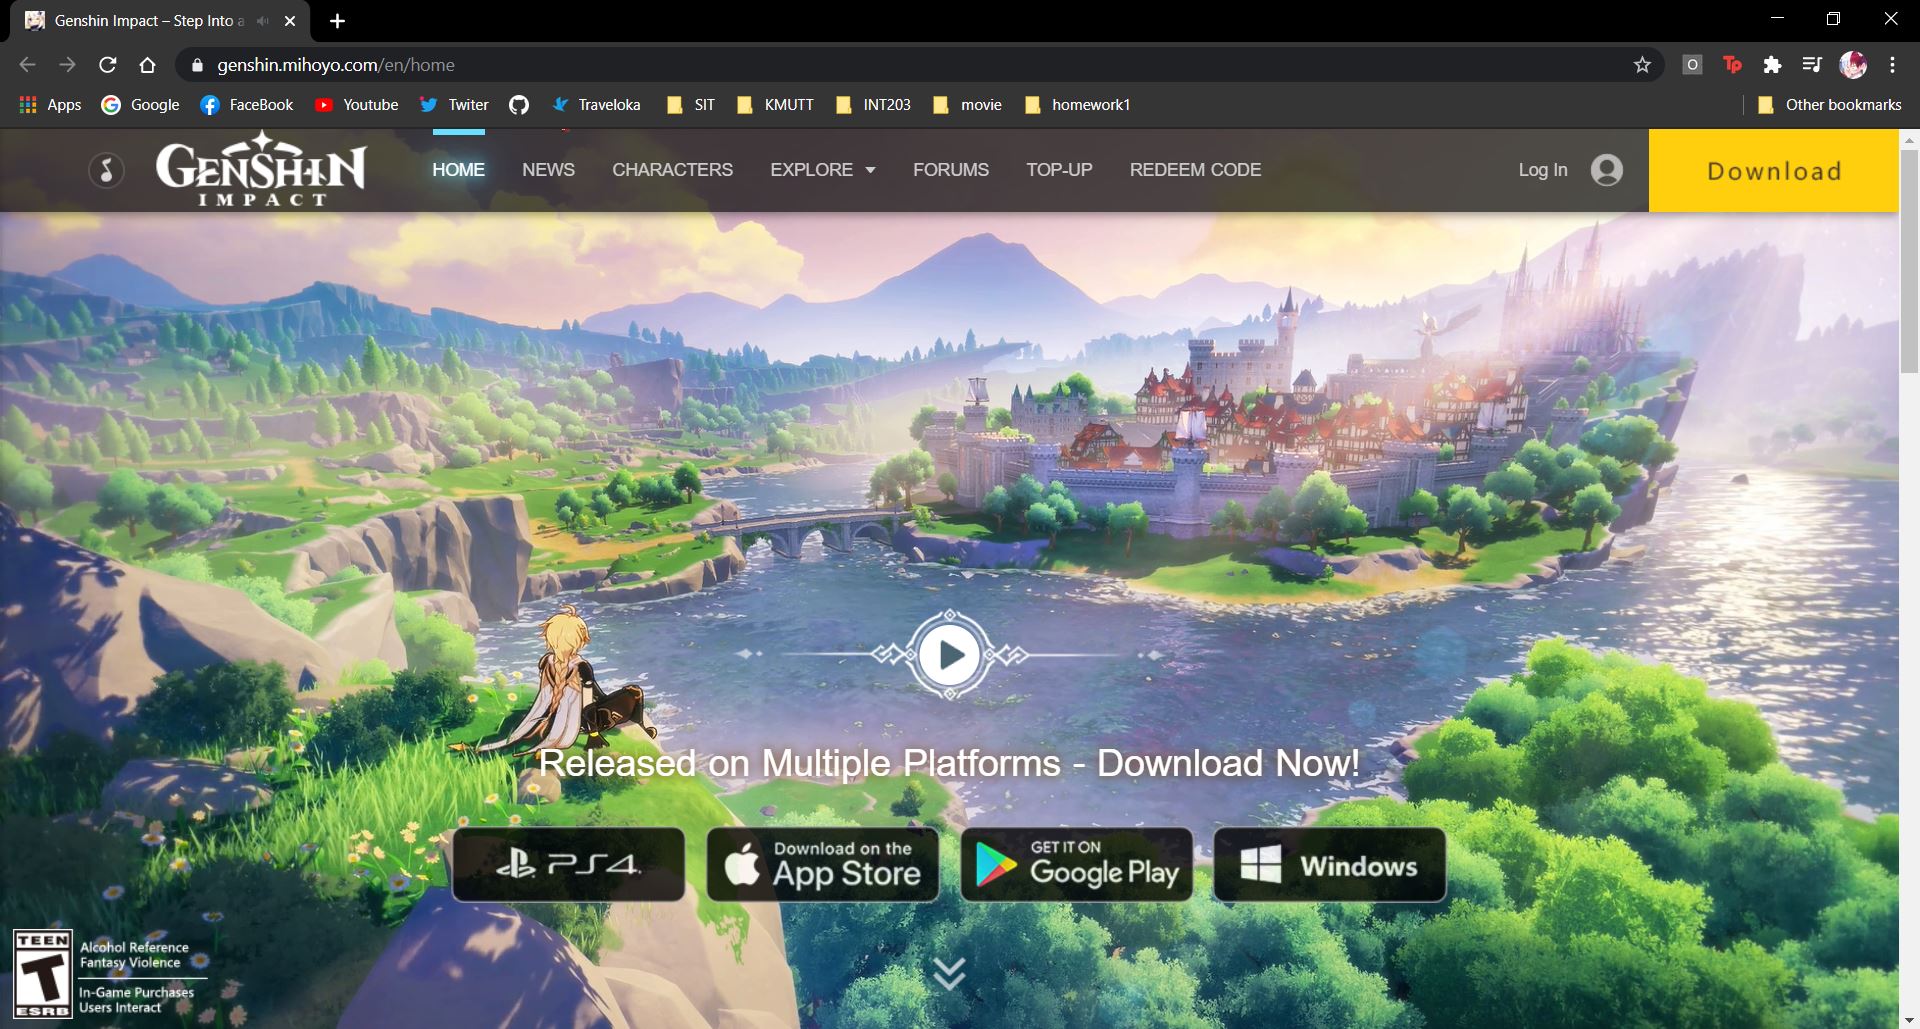 Genshin Impact – Step Into a
genshin.mihoyo.com/en/home
O
Tp
Apps
Google
FaceBook
Youtube
Twiter
Traveloka
SIT
KMUTT
INT203
movie
homework1
Other bookmarks
GENSHIN
IMPACT
HOME
NEWS
CHARACTERS
EXPLORE
FORUMS
TOP-UP
REDEEM CODE
Log In
Download
Released on Multiple Platforms - Download Now!
PS4
Download on the
App Store
GET IT ON
Google Play
Windows
TEEN
T
ESRB
Alcohol Reference
Fantasy Violence
In-Game Purchases
Users Interact